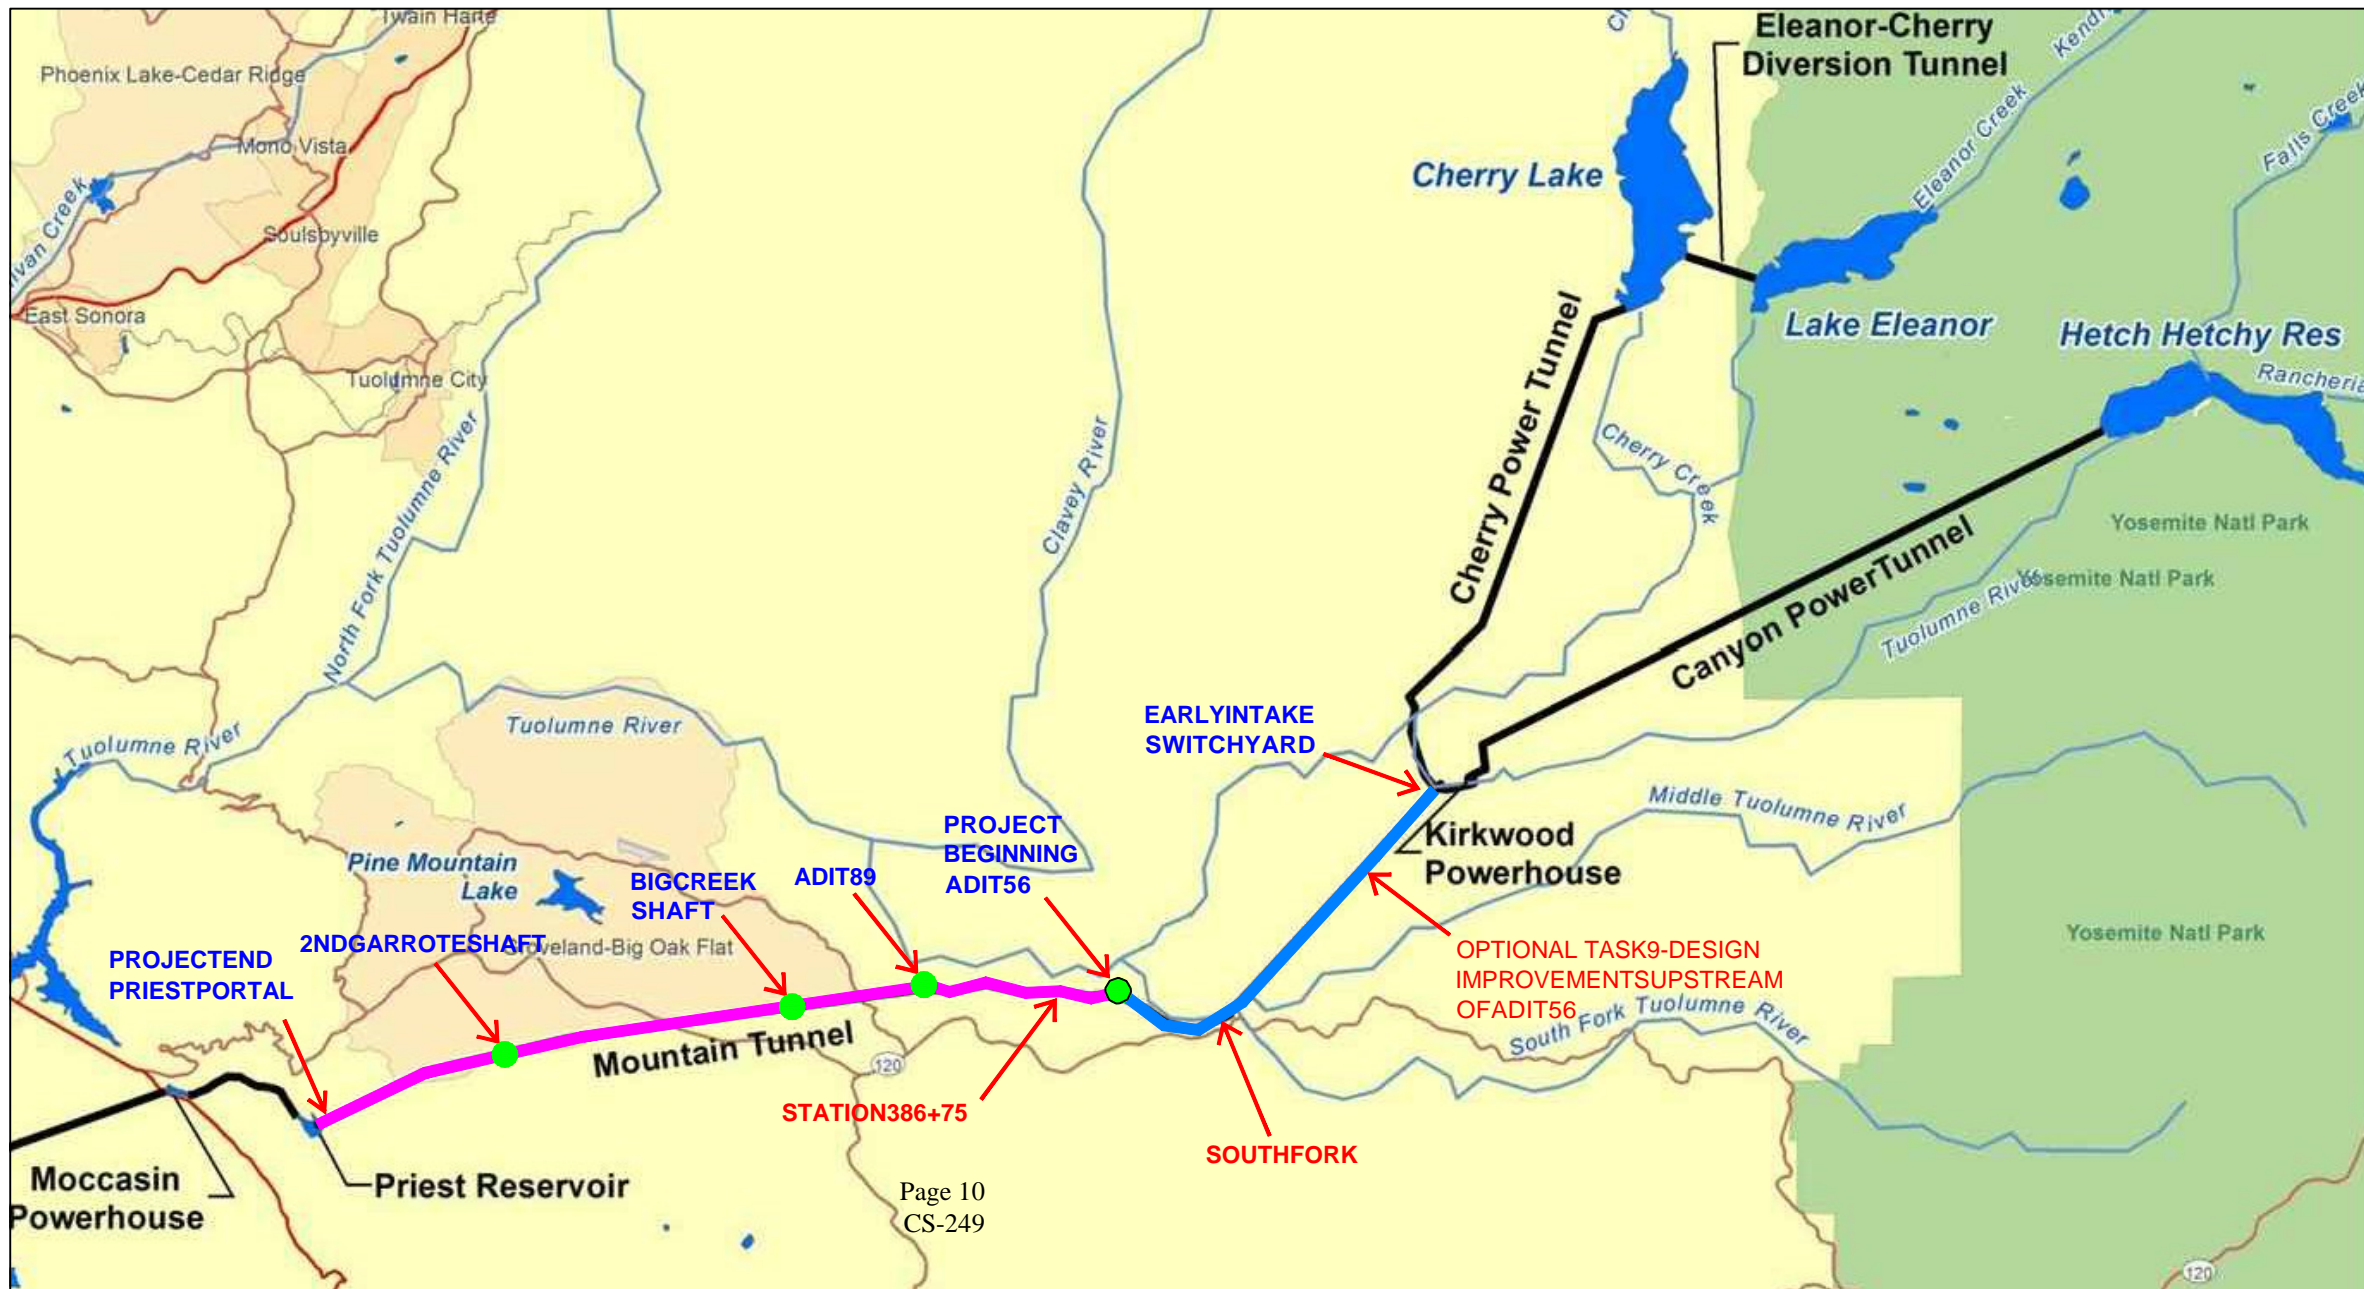 Twain Harte
Eleanor-Cherry
Diversion Tunnel
Phoenix Lake-Cedar Ridge
Mono Vista
Cherry Lake
Eleanor Creek
Falls Creek
Soulsbyville
East Sonora
Lake Eleanor
Hetch Hetchy Res
Rancheria
Tuolumne City
Cherry Power Tunnel
Cherry Creek
Clavey River
North Fork Tuolumne River
Yosemite Natl Park
Yosemite Natl Park
Canyon PowerTunnel
Tuolumne River
Tuolumne River
Tuolumne River
EARLYINTAKE
SWITCHYARD
Middle Tuolumne River
Kirkwood
Powerhouse
PROJECT
BEGINNING
ADIT56
Pine Mountain
Lake
BIGCREEK
SHAFT
ADIT89
2NDGARROTESHAFT
Groveland-Big Oak Flat
Yosemite Natl Park
PROJECTEND
PRIESTPORTAL
OPTIONAL TASK9-DESIGN
IMPROVEMENTSUPSTREAM
OFADIT56
South Fork Tuolumne River
Mountain Tunnel
120
STATION386+75
SOUTHFORK
Moccasin
Powerhouse
Priest Reservoir
Page 10
CS-249
120